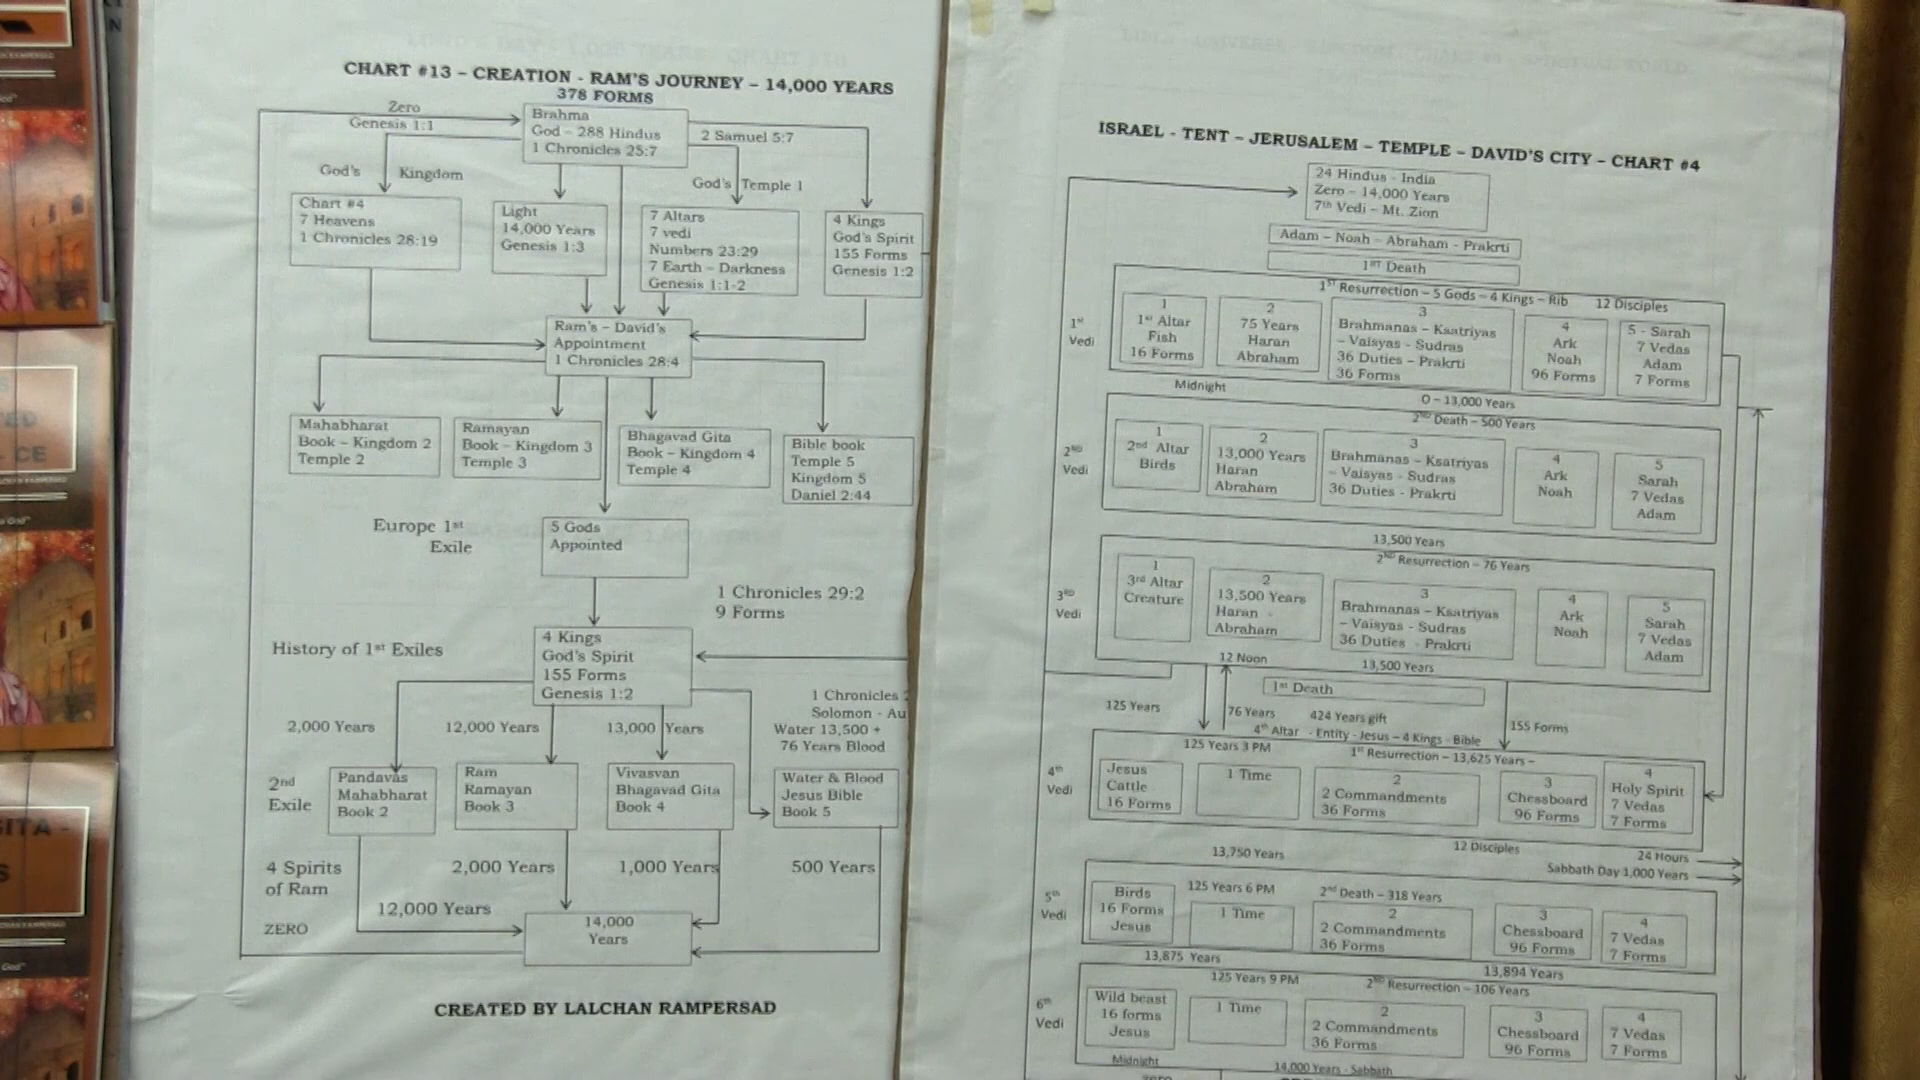 CHART #13 – CREATION - RAM'S JOURNEY – 14,000 YEARS
378 FORMS
Zero
Genesis 1:1
Brahma
God – 288 Hindus
1 Chronicles 25:7
2 Samuel 5:7
God's Kingdom
God's Temple 1
Chart #4
7 Heavens
1 Chronicles 28:19
Light
14,000 Years
Genesis 1:3
7 Altars
7 vedi
Numbers 23:29
7 Earth – Darkness
Genesis 1:1-2
4 Kings
God's Spirit
155 Forms
Genesis 1:2
Ram's – David's
Appointment
1 Chronicles 28:4
Mahabharat
Book – Kingdom 2
Temple 2
Ramayan
Book – Kingdom 3
Temple 3
Bhagavad Gita
Book – Kingdom 4
Temple 4
Bible book
Temple 5
Kingdom 5
Daniel 2:44
Europe 1st
Exile
5 Gods
Appointed
1 Chronicles 29:2
9 Forms
History of 1st Exiles
4 Kings
God's Spirit
155 Forms
Genesis 1:2
2,000 Years
12,000 Years
13,000 Years
1 Chronicles
Solomon - Au
Water 13,500 +
76 Years Blood
2nd
Exile
Pandavas
Mahabharat
Book 2
Ram
Ramayan
Book 3
Vivasvan
Bhagavad Gita
Book 4
Water & Blood
Jesus Bible
Book 5
4 Spirits
of Ram
2,000 Years
1,000 Years
500 Years
12,000 Years
ZERO
14,000
Years
CREATED BY LALCHAN RAMPERSAD
ISRAEL - TENT – JERUSALEM – TEMPLE – DAVID'S CITY – CHART #4
24 Hindus - India
Zero – 14,000 Years
7th Vedi – Mt. Zion
Adam – Noah – Abraham - Prakrti
1ST Death
1ST Resurrection – 5 Gods – 4 Kings – Rib 12 Disciples
1st
Vedi
1
1st Altar
Fish
16 Forms
2
75 Years
Haran
Abraham
3
Brahmanas – Ksatriyas
– Vaisyas - Sudras
36 Duties – Prakrti
36 Forms
4
Ark
Noah
96 Forms
5 - Sarah
7 Vedas
Adam
7 Forms
Midnight
0 – 13,000 Years
2ND Death – 500 Years
2ND
Vedi
1
2nd Altar
Birds
2
13,000 Years
Haran
Abraham
3
Brahmanas – Ksatriyas
– Vaisyas - Sudras
36 Duties – Prakrti
4
Ark
Noah
5
Sarah
7 Vedas
Adam
13,500 Years
2ND Resurrection – 76 Years
3RD
Vedi
1
3rd Altar
Creature
2
13,500 Years
Haran -
Abraham
3
Brahmanas – Ksatriyas
– Vaisyas - Sudras
36 Duties - Prakrti
4
Ark
Noah
5
Sarah
7 Vedas
Adam
12 Noon
13,500 Years
1st Death
125 Years
76 Years
424 Years gift
155 Forms
4th Altar - Entity - Jesus – 4 Kings - Bible
125 Years 3 PM
1st Resurrection – 13,625 Years –
4th
Vedi
Jesus
Cattle
16 Forms
1 Time
2
2 Commandments
36 Forms
3
Chessboard
96 Forms
4
Holy Spirit
7 Vedas
7 Forms
12 Disciples
13,750 Years
24 Hours
Sabbath Day 1,000 Years
125 Years 6 PM
2nd Death – 318 Years
5th
Vedi
Birds
16 Forms
Jesus
1 Time
2
2 Commandments
36 Forms
3
Chessboard
96 Forms
4
7 Vedas
7 Forms
13,875 Years
13,894 Years
125 Years 9 PM
2ND Resurrection – 106 Years
6th
Vedi
Wild beast
16 forms
Jesus
1 Time
2
2 Commandments
36 Forms
3
Chessboard
96 Forms
4
7 Vedas
7 Forms
Midnight
14,000 Years - Sabbath